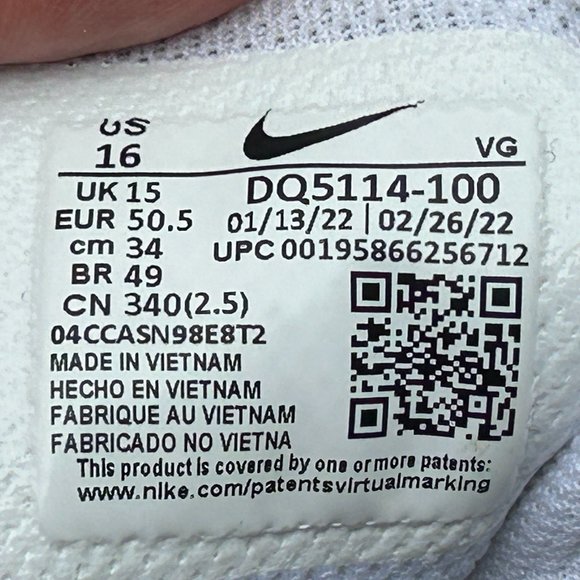 US
16
VG
UK 15
DQ5114-100
EUR 50.5
01/13/22 | 02/26/22
cm 34
UPC 00195866256712
BR 49
CN 340(2.5)
04CCASN98E8T2
MADE IN VIETNAM
HECHO EN VIETNAM
FABRIQUE AU VIETNAM
FABRICADO NO VIETNA
This product is covered by one or more patents:
www.nike.com/patentsvirtualmarking